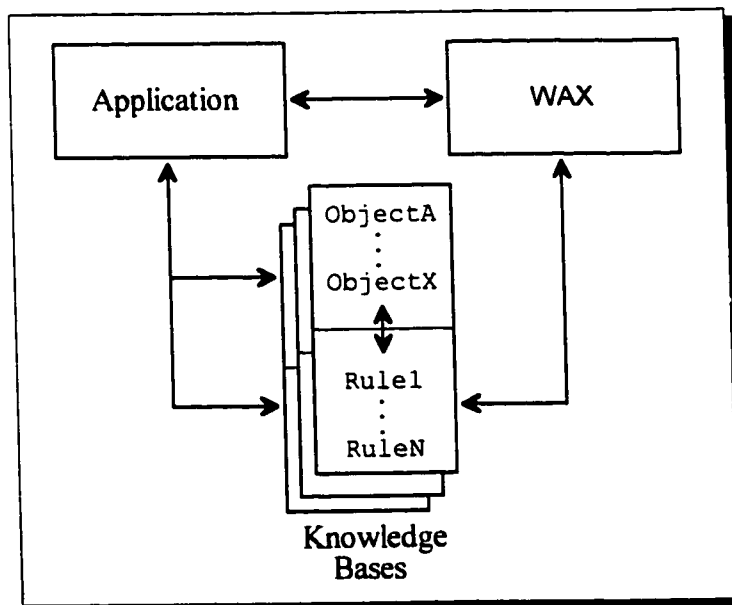 Application
WAX
ObjectA
ObjectX
Rule1
RuleN
Knowledge
Bases